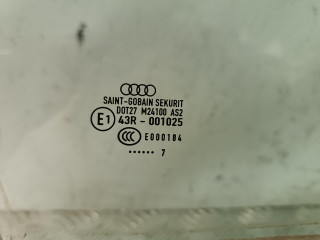 SAINT-GOBAIN SEKURIT
DOT27 M24100 AS2
E1 43R - 001025
CCC E000184
•••••• 7